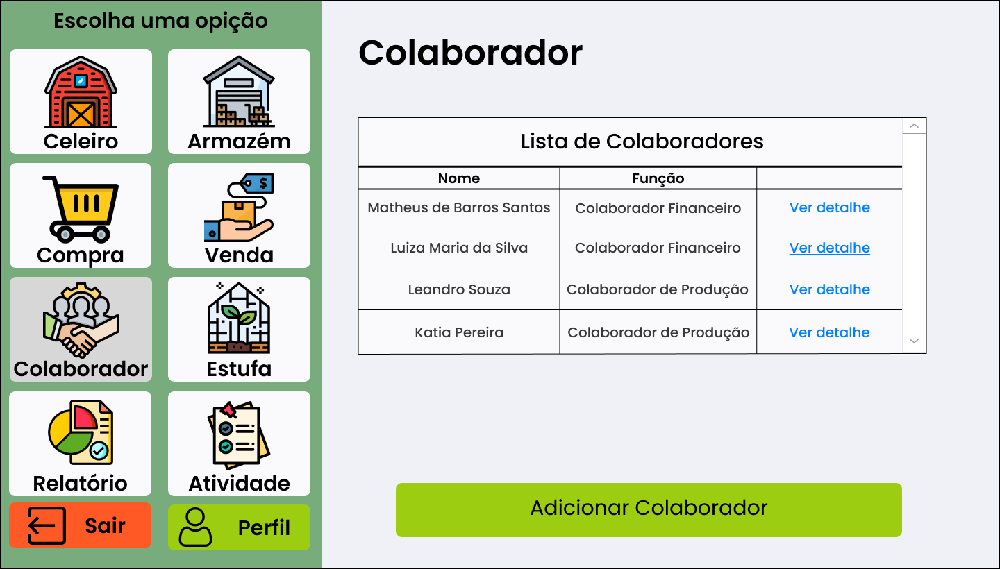 Escolha uma opição
Celeiro
Armazém
Compra
Venda
Colaborador
Estufa
Relatório
Atividade
Sair
Perfil
Colaborador
Lista de Colaboradores
Nome Função
Matheus de Barros Santos Colaborador Financeiro Ver detalhe
Luiza Maria da Silva Colaborador Financeiro Ver detalhe
Leandro Souza Colaborador de Produção Ver detalhe
Katia Pereira Colaborador de Produção Ver detalhe
Adicionar Colaborador